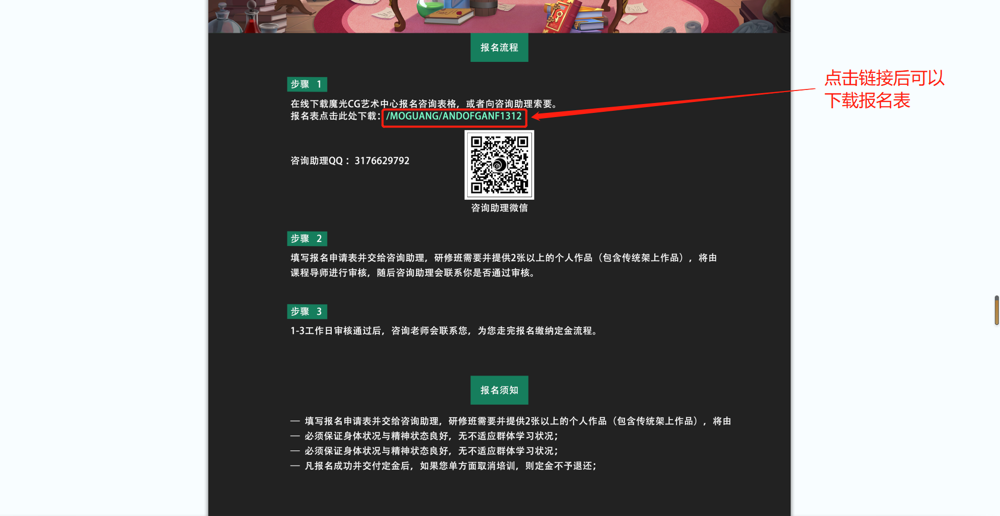 报名流程
步骤 1
在线下载魔光CG艺术中心报名咨询表格，或者向咨询助理索要。
报名表点击此处下载：/MOGUANG/ANDOFGANF1312
点击链接后可以
下载报名表
咨询助理QQ：3176629792
咨询助理微信
步骤 2
填写报名申请表并交给咨询助理，研修班需要并提供2张以上的个人作品（包含传统架上作品），将由
课程导师进行审核，随后咨询助理会联系你是否通过审核。
步骤 3
1-3工作日审核通过后，咨询老师会联系您，为您走完报名缴纳定金流程。
报名须知
— 填写报名申请表并交给咨询助理，研修班需要并提供2张以上的个人作品（包含传统架上作品），将由
— 必须保证身体状况与精神状态良好，无不适应群体学习状况；
— 必须保证身体状况与精神状态良好，无不适应群体学习状况；
— 凡报名成功并交付定金后，如果您单方面取消培训，则定金不予退还；